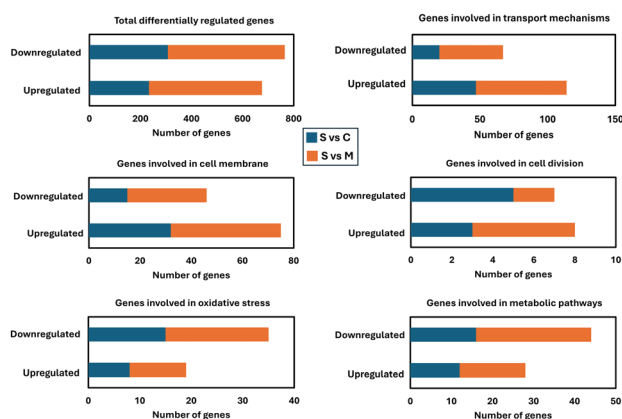 Total differentially regulated genes
Downregulated
Upregulated
0 200 400 600 800
Number of genes
Genes involved in transport mechanisms
Downregulated
Upregulated
0 50 100 150
Number of genes
S vs C
S vs M
Genes involved in cell membrane
Downregulated
Upregulated
0 20 40 60 80
Number of genes
Genes involved in cell division
Downregulated
Upregulated
0 2 4 6 8 10
Number of genes
Genes involved in oxidative stress
Downregulated
Upregulated
0 10 20 30 40
Number of genes
Genes involved in metabolic pathways
Downregulated
Upregulated
0 10 20 30 40 50
Number of genes